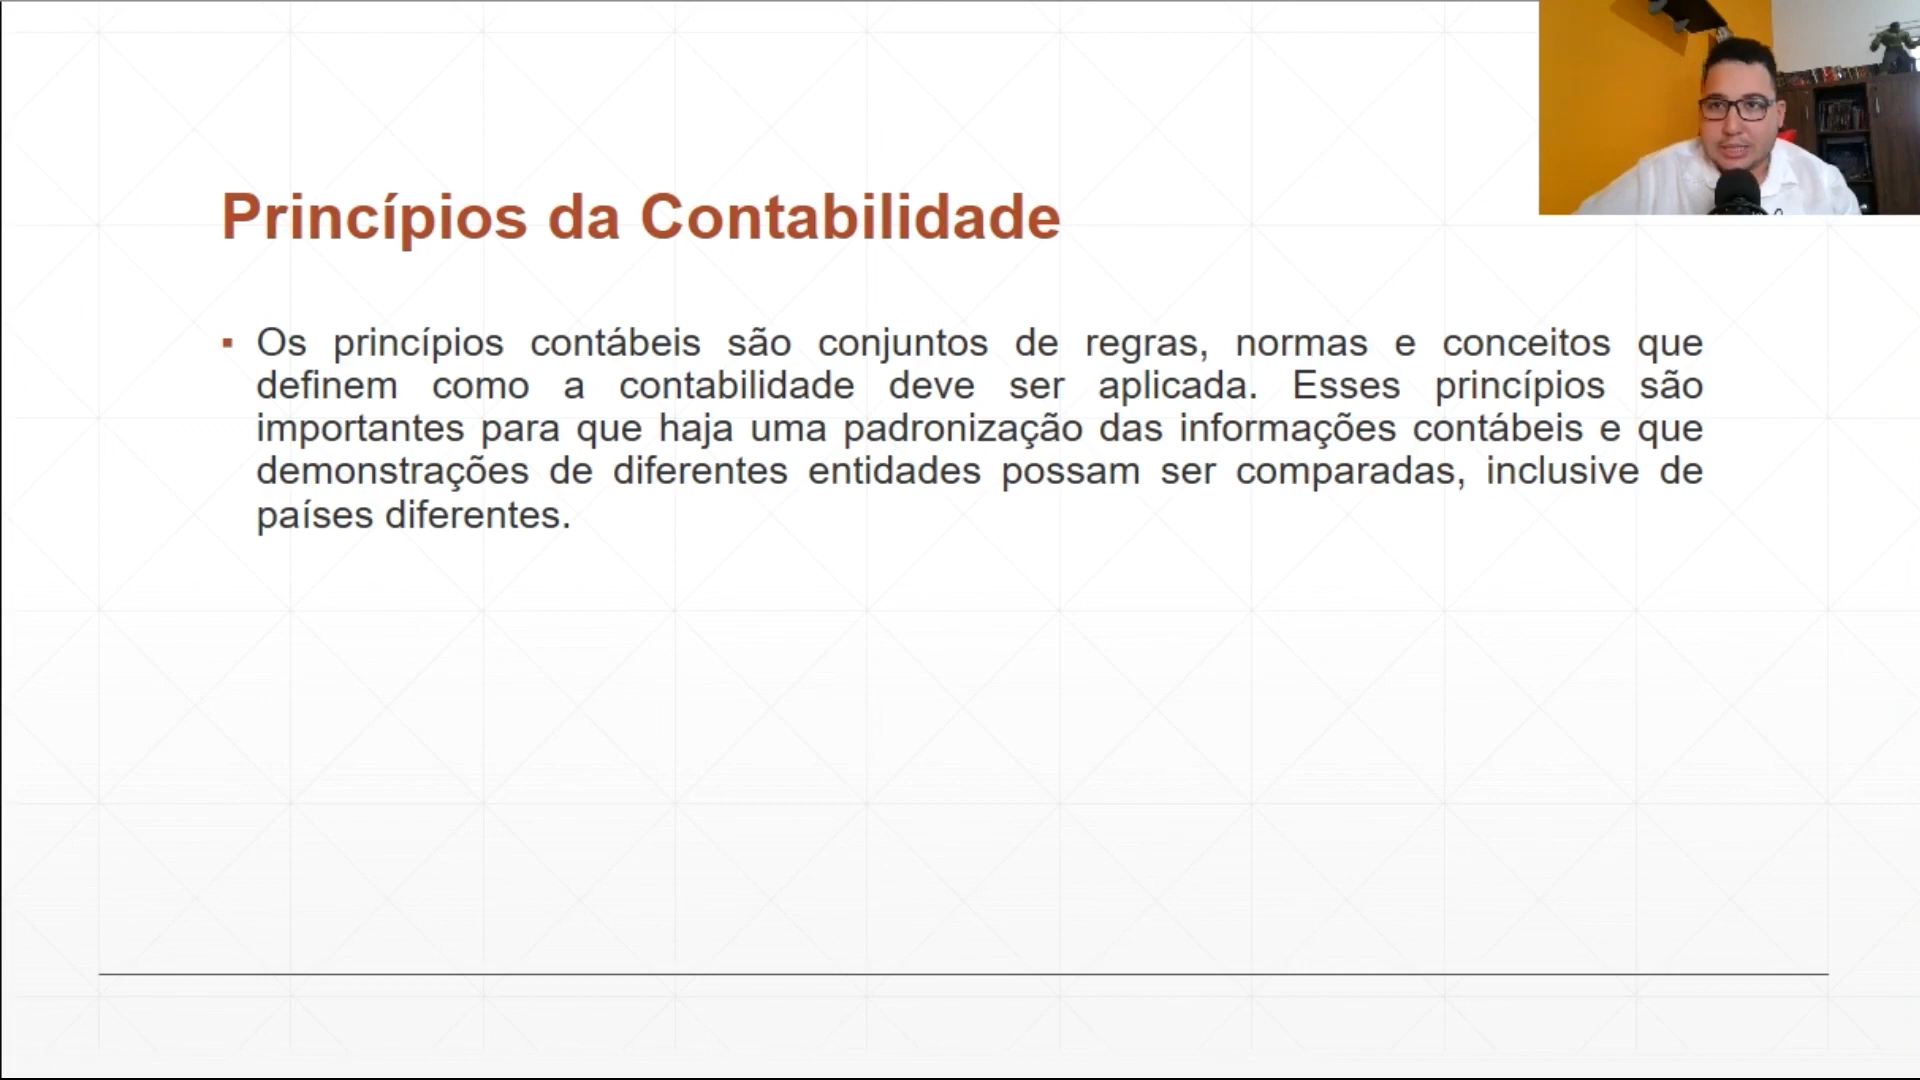 Princípios da Contabilidade
▪ Os princípios contábeis são conjuntos de regras, normas e conceitos que
definem como a contabilidade deve ser aplicada. Esses princípios são
importantes para que haja uma padronização das informações contábeis e que
demonstrações de diferentes entidades possam ser comparadas, inclusive de
países diferentes.